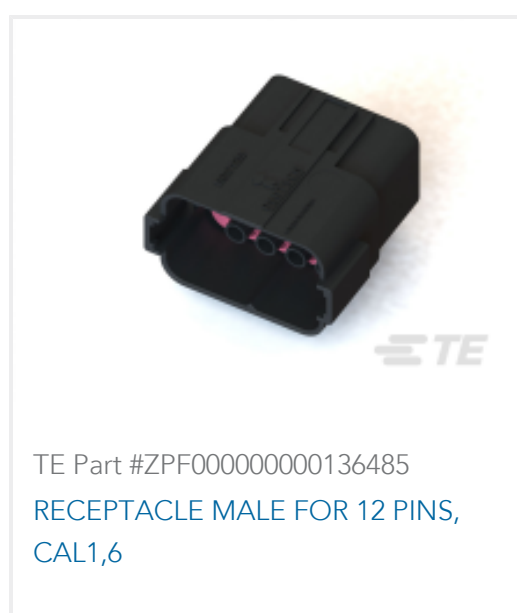 TE
TE Part #ZPF000000000136485
RECEPTACLE MALE FOR 12 PINS,
CAL1,6